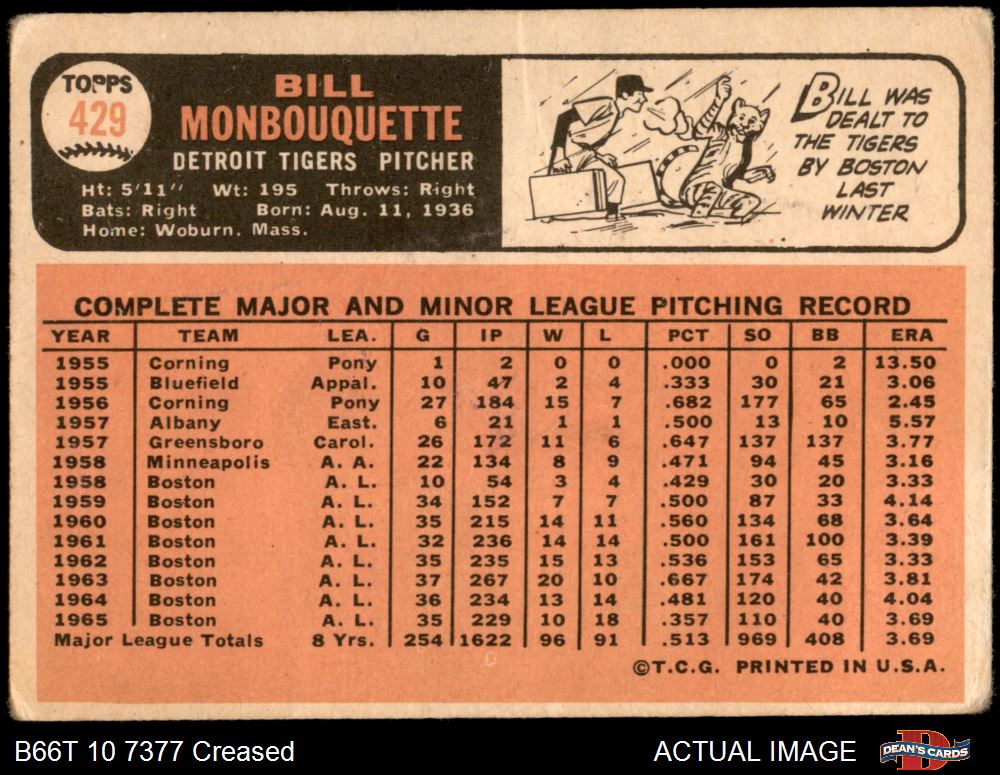 TOPPS
429
BILL
MONBOUQUETTE
DETROIT TIGERS PITCHER
Ht: 5'11" Wt: 195 Throws: Right
Bats: Right Born: Aug. 11, 1936
Home: Woburn, Mass.
BILL WAS
DEALT TO
THE TIGERS
BY BOSTON
LAST
WINTER
COMPLETE MAJOR AND MINOR LEAGUE PITCHING RECORD
YEAR TEAM LEA. G IP W L PCT SO BB ERA
1955 Corning Pony 1 2 0 0 .000 0 2 13.50
1955 Bluefield Appal. 10 47 2 4 .333 30 21 3.06
1956 Corning Pony 27 184 15 7 .682 177 65 2.45
1957 Albany East. 6 21 1 1 .500 13 10 5.57
1957 Greensboro Carol. 26 172 11 6 .647 137 137 3.77
1958 Minneapolis A. A. 22 134 8 9 .471 94 45 3.16
1958 Boston A. L. 10 54 3 4 .429 30 20 3.33
1959 Boston A. L. 34 152 7 7 .500 87 33 4.14
1960 Boston A. L. 35 215 14 11 .560 134 68 3.64
1961 Boston A. L. 32 236 14 14 .500 161 100 3.39
1962 Boston A. L. 35 235 15 13 .536 153 65 3.33
1963 Boston A. L. 37 267 20 10 .667 174 42 3.81
1964 Boston A. L. 36 234 13 14 .481 120 40 4.04
1965 Boston A. L. 35 229 10 18 .357 110 40 3.69
Major League Totals 8 Yrs. 254 1622 96 91 .513 969 408 3.69
©T.C.G. PRINTED IN U.S.A.
B66T 10 7377 Creased
ACTUAL IMAGE
DEAN'S CARDS